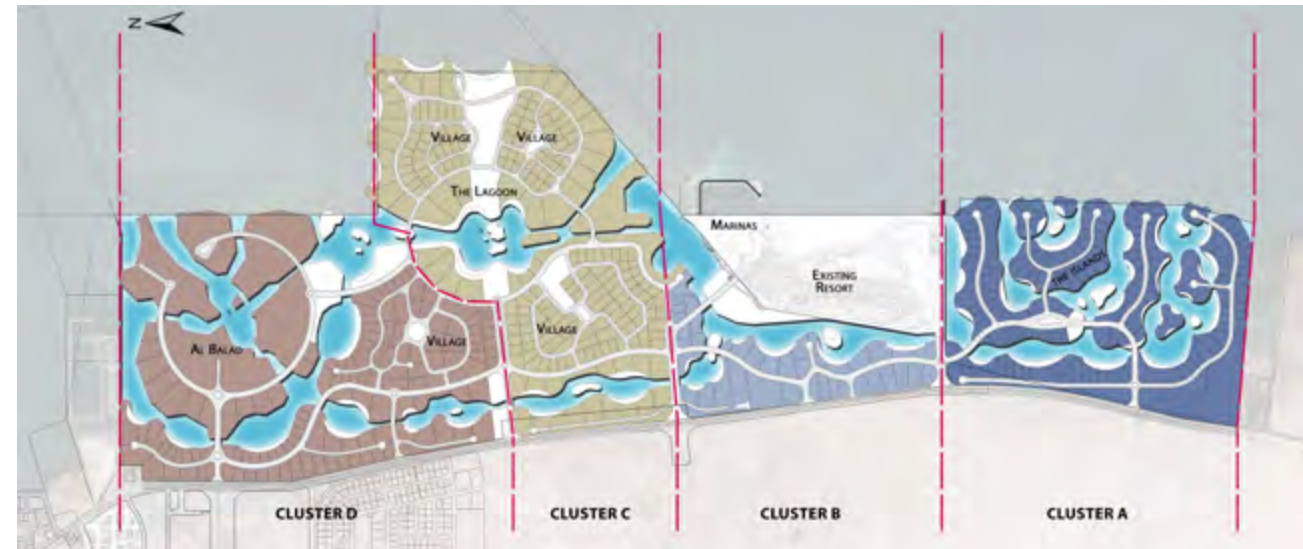 N
VILLAGE
VILLAGE
THE LAGOON
MARINAS
EXISTING
RESORT
THE ISLANDS
VILLAGE
VILLAGE
AL BALAD
CLUSTER D
CLUSTER C
CLUSTER B
CLUSTER A